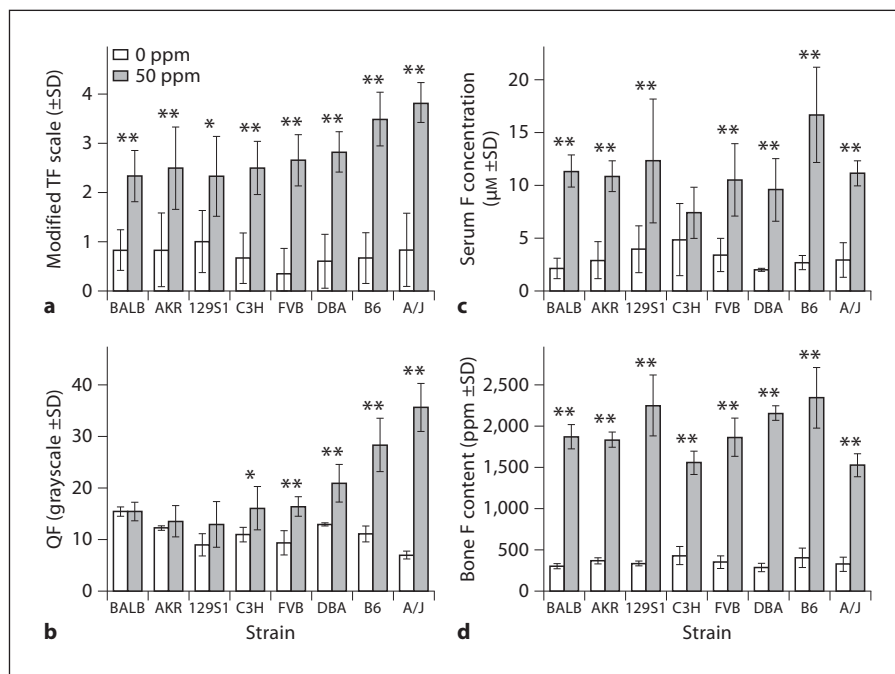 0 ppm
50 ppm
Modified TF scale (±SD)
4
3
2
1
0
** ** * ** ** ** ** **
BALB AKR 129S1 C3H FVB DBA B6 A/J
a
Serum F concentration
(µM ±SD)
20
15
10
5
0
** ** ** ** ** ** **
BALB AKR 129S1 C3H FVB DBA B6 A/J
c
QF (grayscale ±SD)
40
30
20
10
0
* ** ** ** **
BALB AKR 129S1 C3H FVB DBA B6 A/J
Strain
b
Bone F content (ppm ±SD)
2,500
2,000
1,500
1,000
500
0
** ** ** ** ** ** ** **
BALB AKR 129S1 C3H FVB DBA B6 A/J
Strain
d